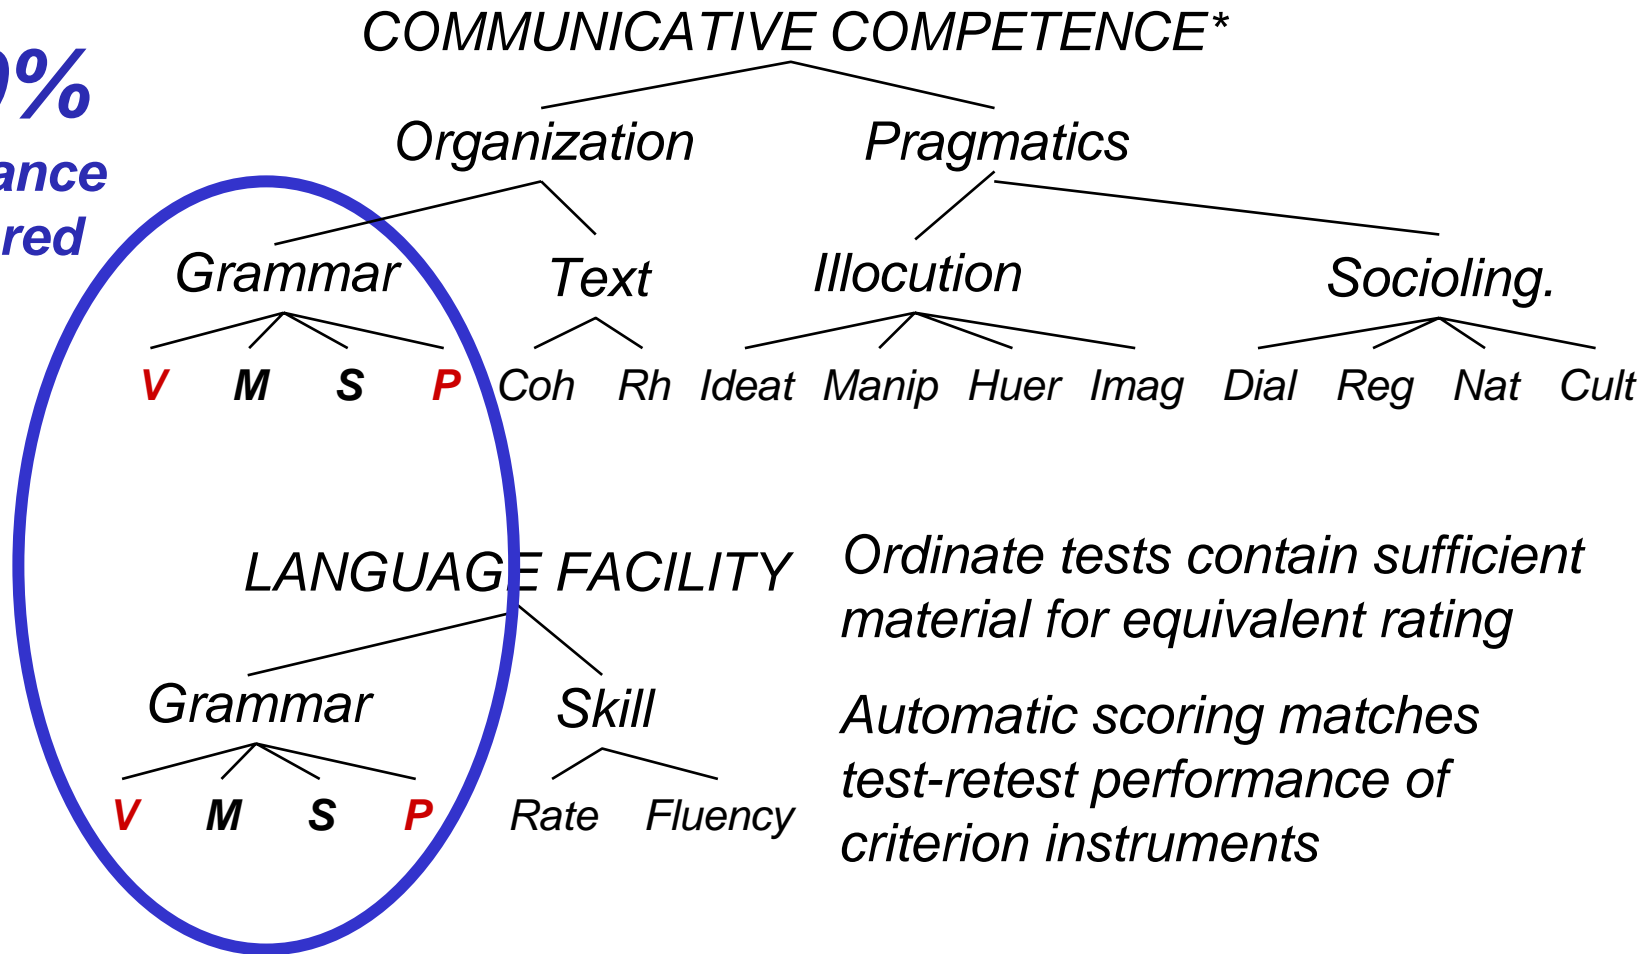 COMMUNICATIVE COMPETENCE*
%
Organization Pragmatics
Grammar Text Illocution Socioling.
V M S P Coh Rh Ideat Manip Huer Imag Dial Reg Nat Cult
LANGUAGE FACILITY
Grammar Skill
V M S P Rate Fluency
Ordinate tests contain sufficient
material for equivalent rating
Automatic scoring matches
test-retest performance of
criterion instruments